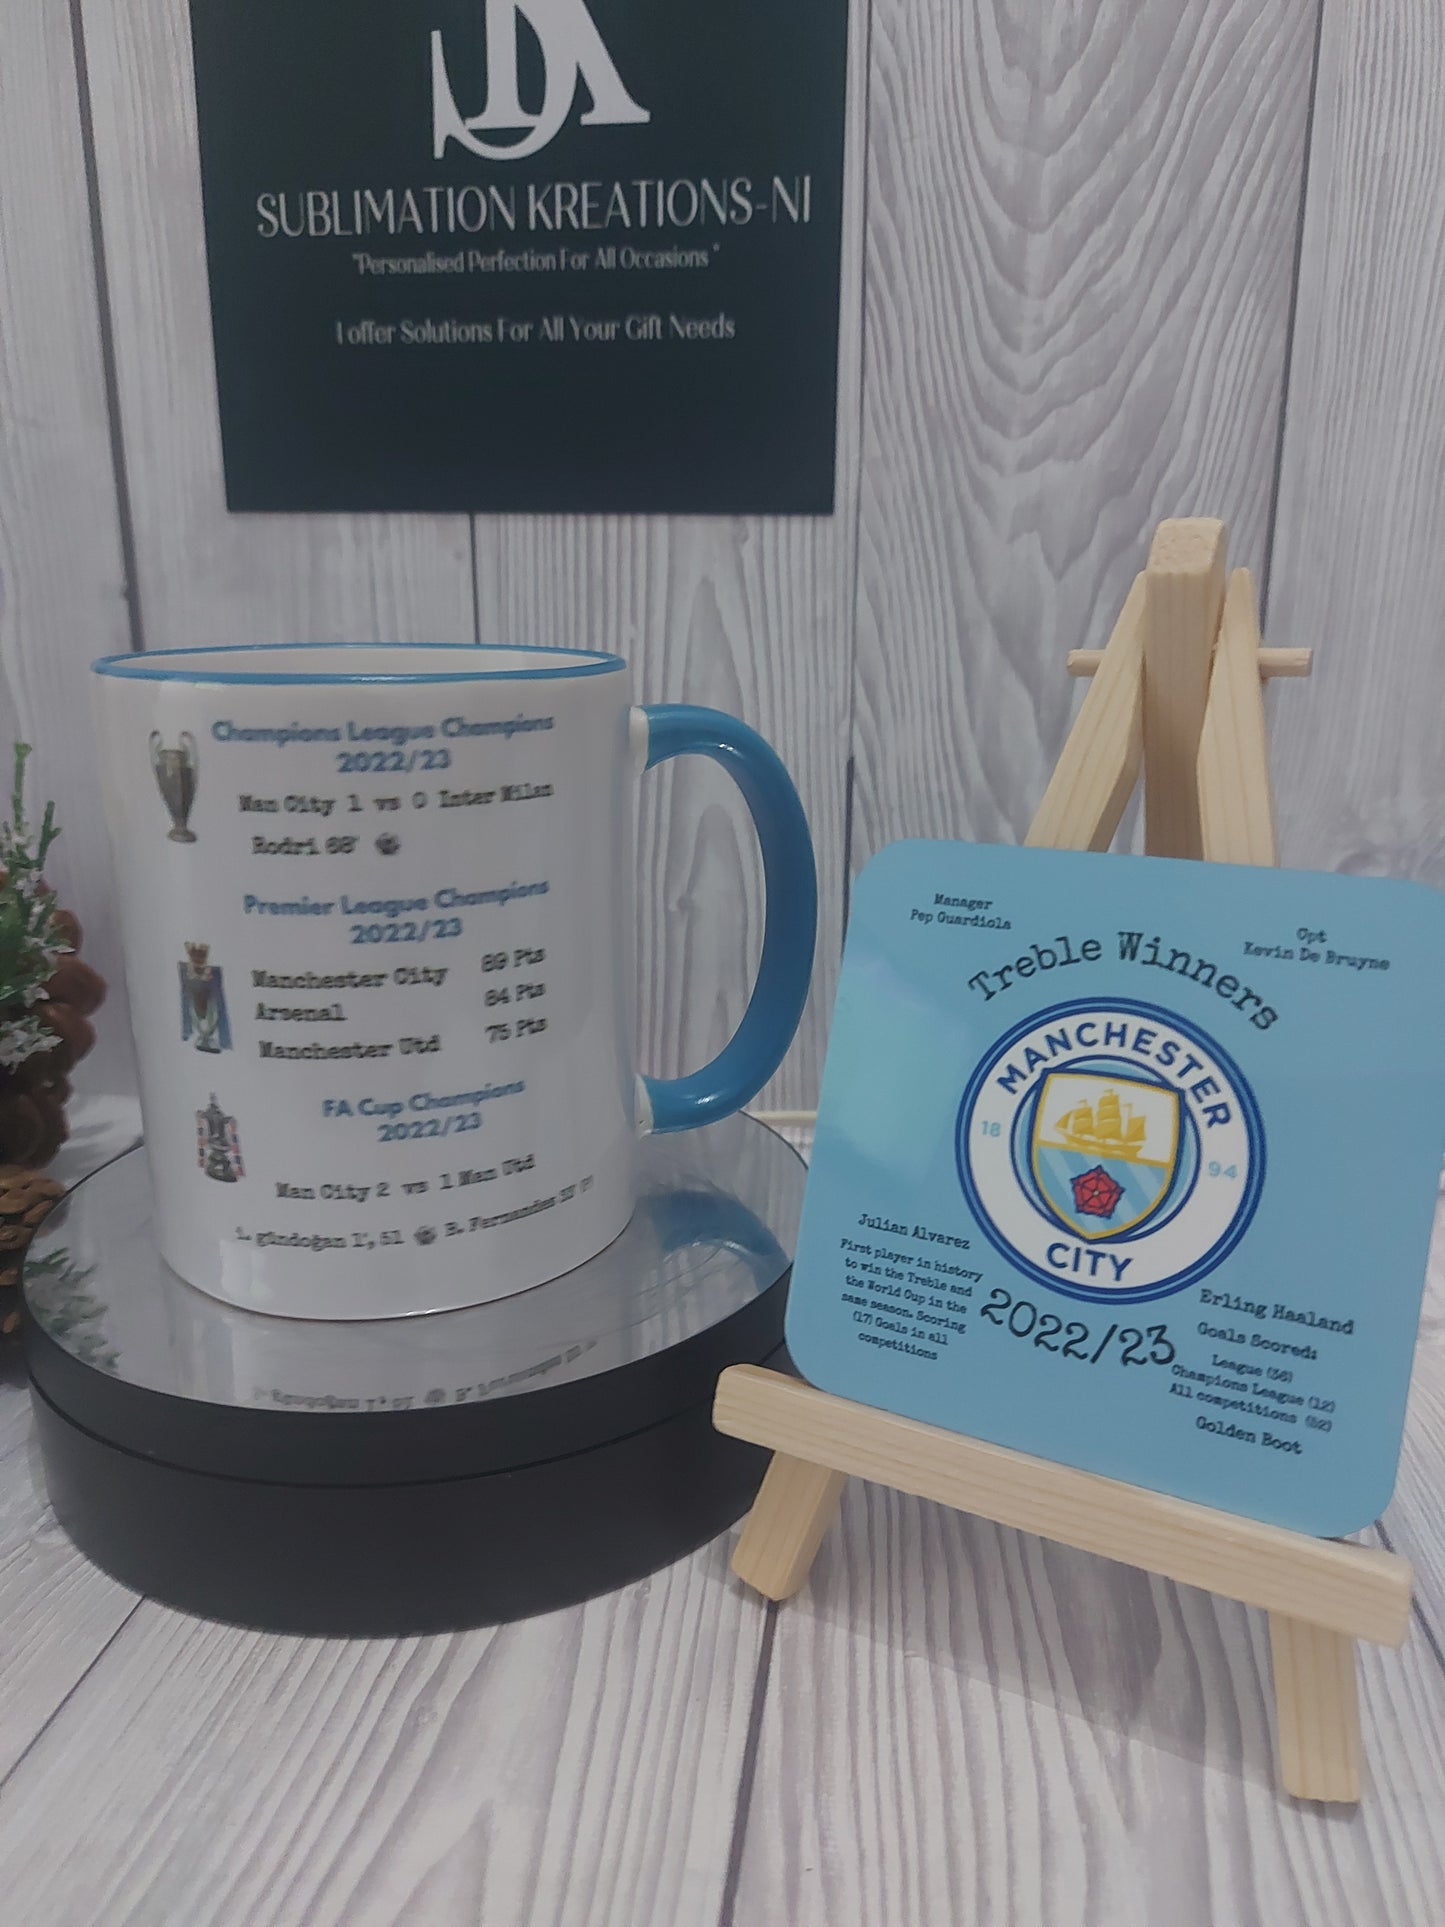 SUBLIMATION KREATIONS-NI
"Personalised Perfection For All Occasions "
I offer Solutions For All Your Gift Needs
Champions League Champions
2022/23
Man City 1 vs 0 Inter Milan
Rodri 68'
Premier League Champions
2022/23
Manchester City 89 Pts
Arsenal 84 Pts
Manchester Utd 75 Pts
FA Cup Champions
2022/23
Man City 2 vs 1 Man Utd
i. gündoğan 1', 51 B. Fernandes 33'
Manager
Pep Guardiola
Cpt
Kevin De Bruyne
Treble Winners
MANCHESTER
18 94
CITY
2022/23
Julian Alvarez
First player in history
to win the Treble and
the World Cup in the
same season. Scoring
(17) Goals in all
competitions
Erling Haaland
Goals Scored:
League (36)
Champions League (12)
All competitions (52)
Golden Boot